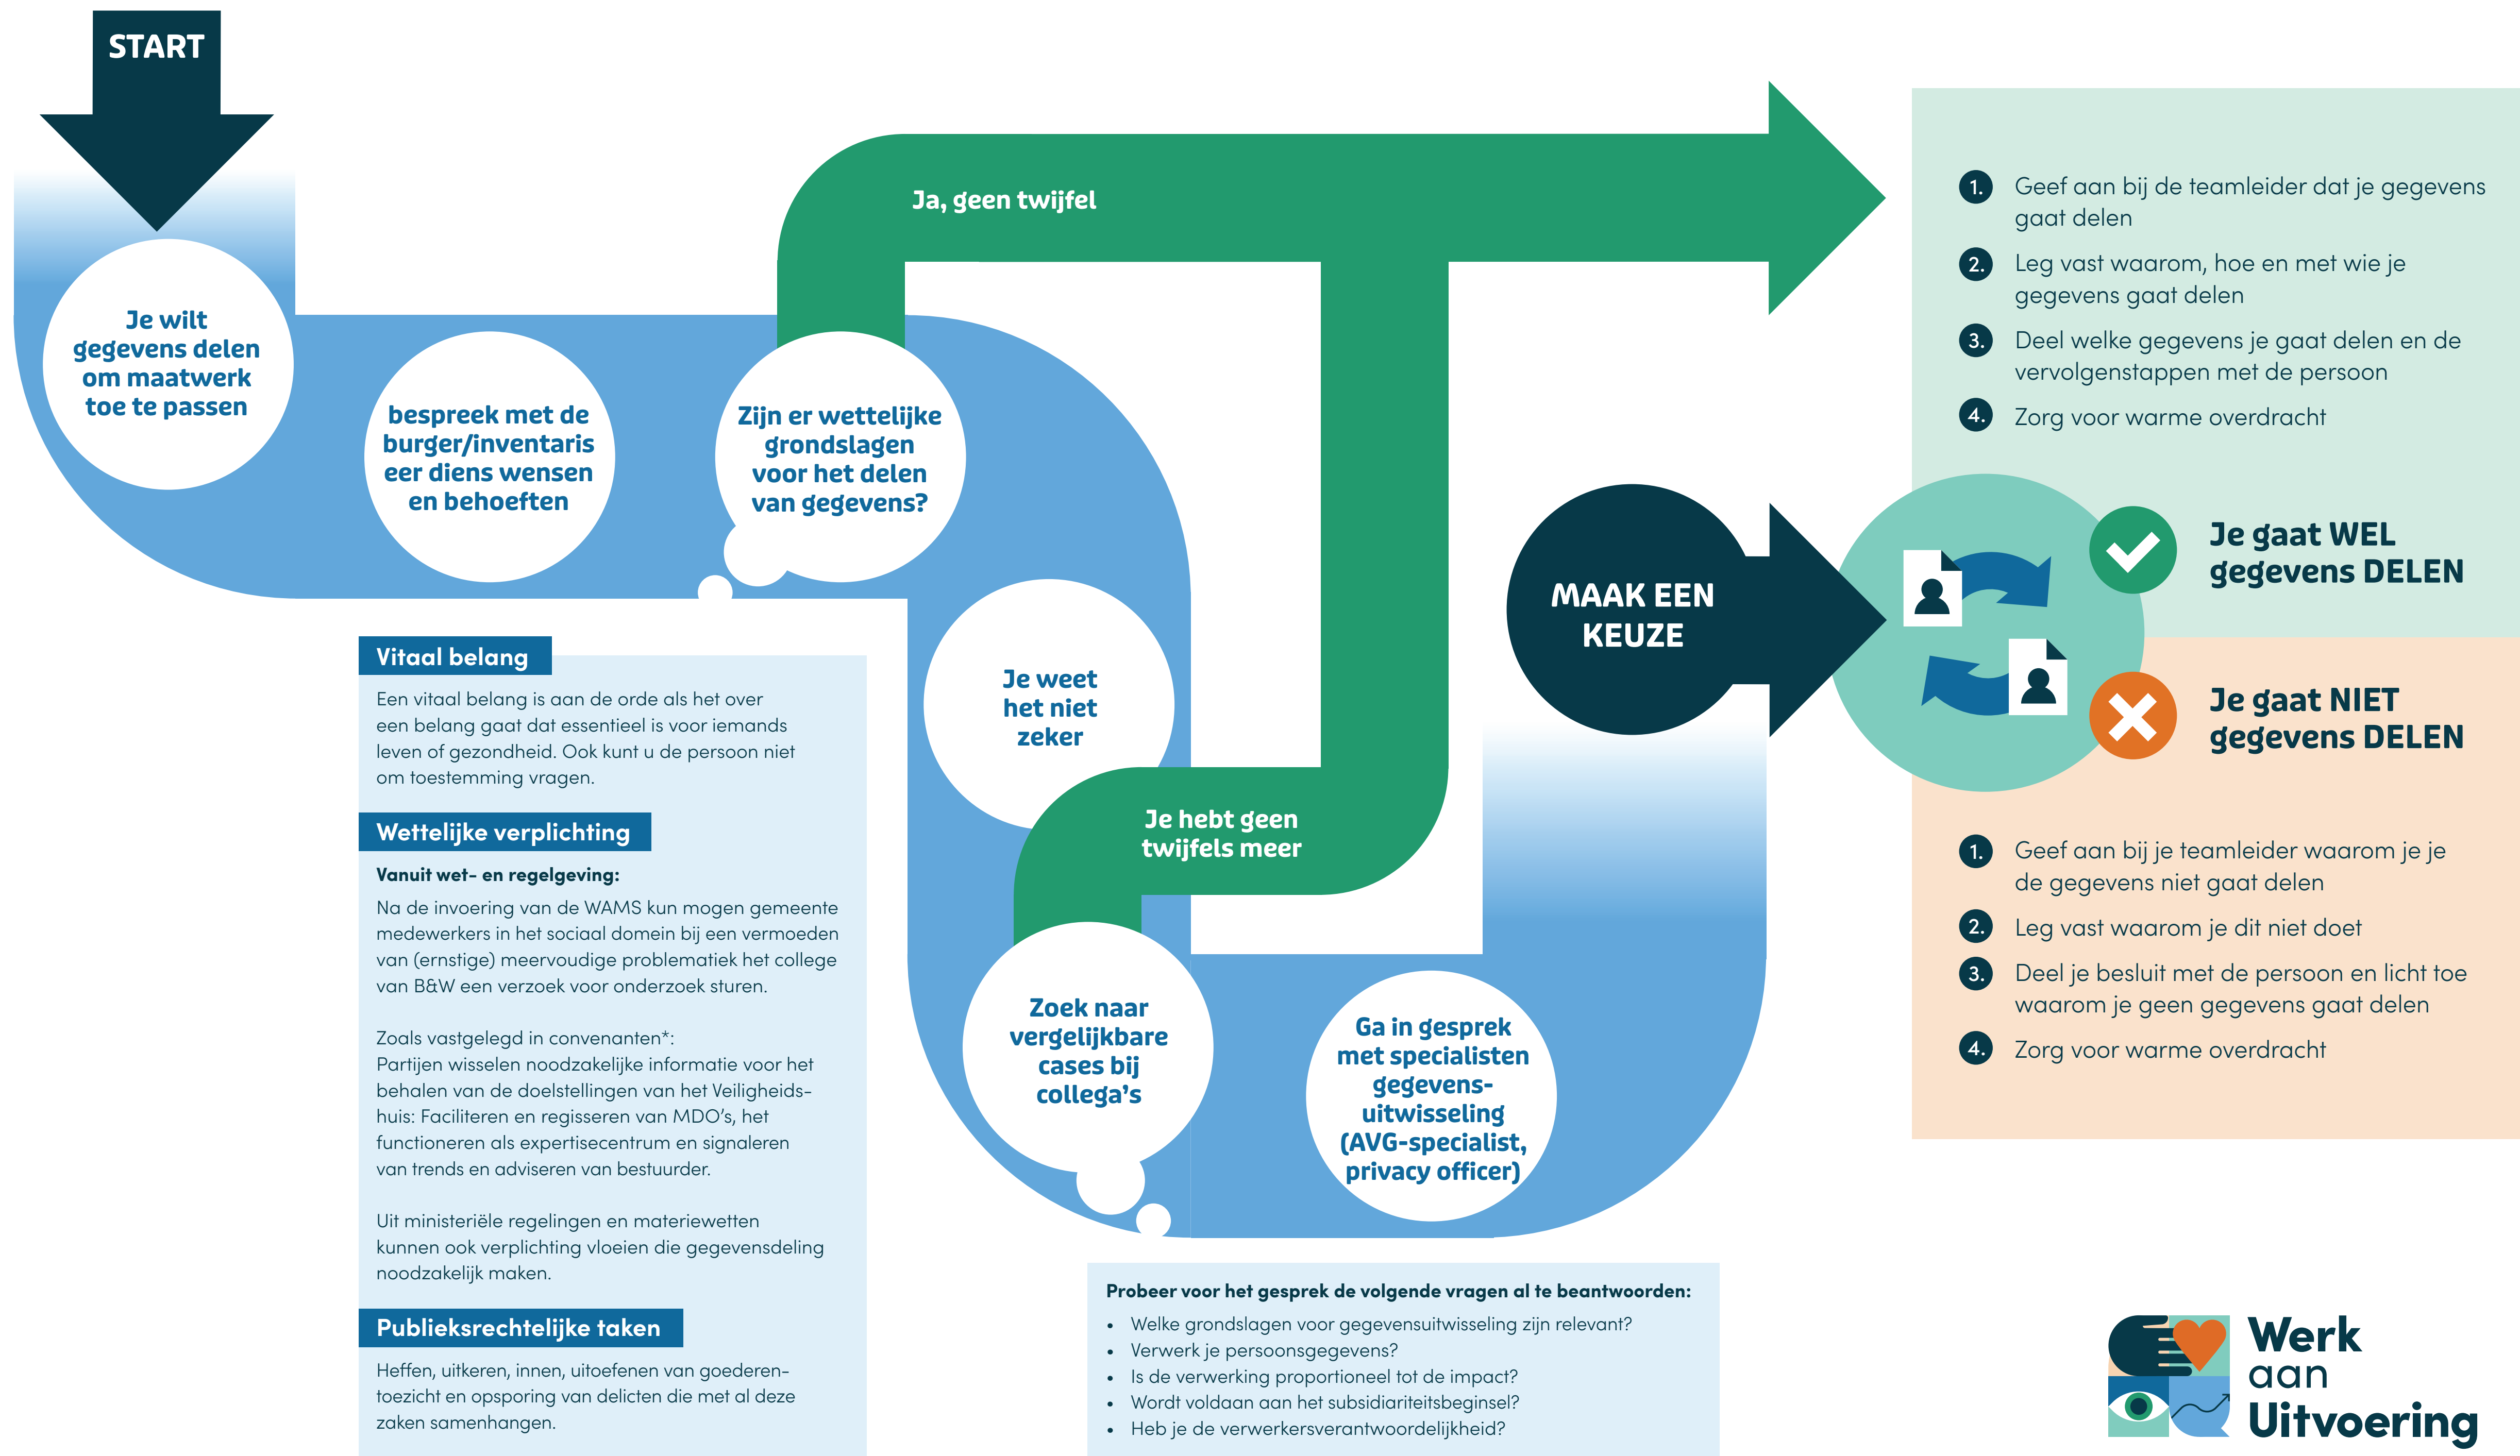 START
Je wilt
gegevens delen
om maatwerk
toe te passen
bespreek met de
burger/inventaris
eer diens wensen
en behoeften
Zijn er wettelijke
grondslagen
voor het delen
van gegevens?
Ja, geen twijfel
Je weet
het niet
zeker
Je hebt geen
twijfels meer
Zoek naar
vergelijkbare
cases bij
collega's
Ga in gesprek
met specialisten
gegevens-
uitwisseling
(AVG-specialist,
privacy officer)
MAAK EEN
KEUZE
1. Geef aan bij de teamleider dat je gegevens
gaat delen
2. Leg vast waarom, hoe en met wie je
gegevens gaat delen
3. Deel welke gegevens je gaat delen en de
vervolgenstappen met de persoon
4. Zorg voor warme overdracht
Je gaat WEL
gegevens DELEN
Je gaat NIET
gegevens DELEN
1. Geef aan bij je teamleider waarom je je
de gegevens niet gaat delen
2. Leg vast waarom je dit niet doet
3. Deel je besluit met de persoon en licht toe
waarom je geen gegevens gaat delen
4. Zorg voor warme overdracht
Vitaal belang
Een vitaal belang is aan de orde als het over
een belang gaat dat essentieel is voor iemands
leven of gezondheid. Ook kunt u de persoon niet
om toestemming vragen.
Wettelijke verplichting
Vanuit wet- en regelgeving:
Na de invoering van de WAMS kun mogen gemeente
medewerkers in het sociaal domein bij een vermoeden
van (ernstige) meervoudige problematiek het college
van B&W een verzoek voor onderzoek sturen.
Zoals vastgelegd in convenanten*:
Partijen wisselen noodzakelijke informatie voor het
behalen van de doelstellingen van het Veiligheids-
huis: Faciliteren en regisseren van MDO's, het
functioneren als expertisecentrum en signaleren
van trends en adviseren van bestuurder.
Uit ministeriële regelingen en materiewetten
kunnen ook verplichting vloeien die gegevensdeling
noodzakelijk maken.
Publieksrechtelijke taken
Heffen, uitkeren, innen, uitoefenen van goederen-
toezicht en opsporing van delicten die met al deze
zaken samenhangen.
Probeer voor het gesprek de volgende vragen al te beantwoorden:
• Welke grondslagen voor gegevensuitwisseling zijn relevant?
• Verwerk je persoonsgegevens?
• Is de verwerking proportioneel tot de impact?
• Wordt voldaan aan het subsidiariteitsbeginsel?
• Heb je de verwerkersverantwoordelijkheid?
Werk
aan
Uitvoering